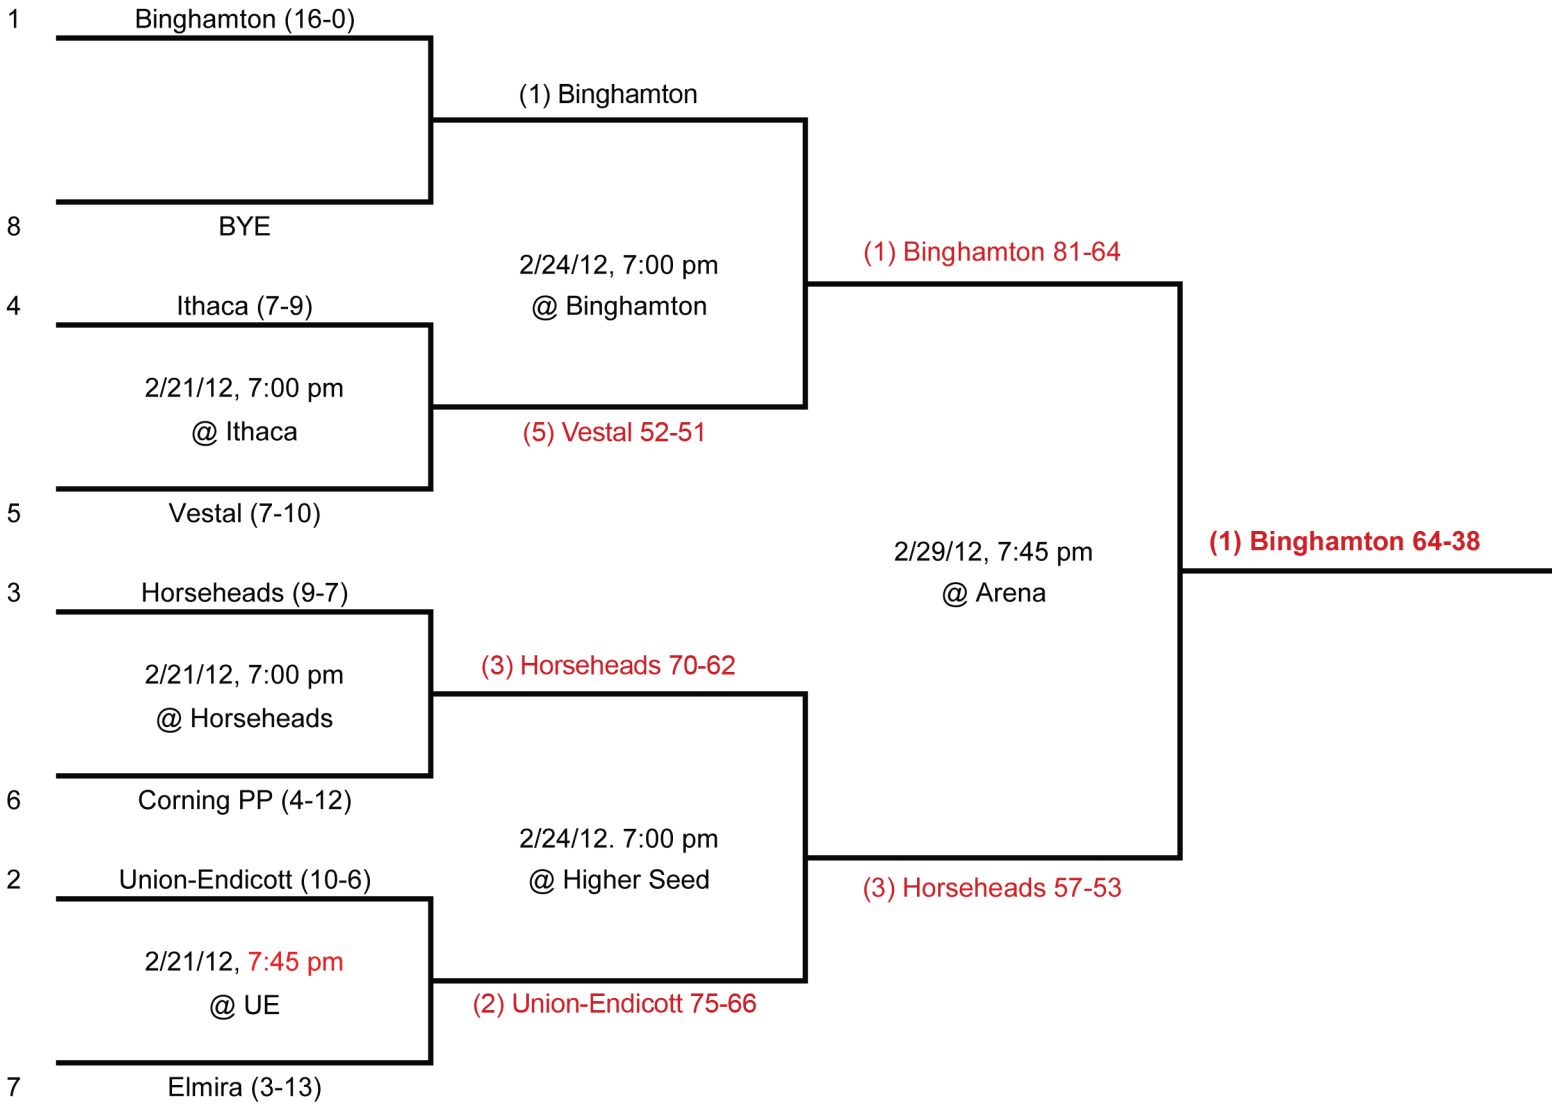 1
Binghamton (16-0)
8
BYE
4
Ithaca (7-9)
2/21/12, 7:00 pm
@ Ithaca
5
Vestal (7-10)
3
Horseheads (9-7)
2/21/12, 7:00 pm
@ Horseheads
6
Corning PP (4-12)
2
Union-Endicott (10-6)
2/21/12, 7:45 pm
@ UE
7
Elmira (3-13)
(1) Binghamton
2/24/12, 7:00 pm
@ Binghamton
(5) Vestal 52-51
(3) Horseheads 70-62
2/24/12. 7:00 pm
@ Higher Seed
(2) Union-Endicott 75-66
(1) Binghamton 81-64
2/29/12, 7:45 pm
@ Arena
(3) Horseheads 57-53
(1) Binghamton 64-38